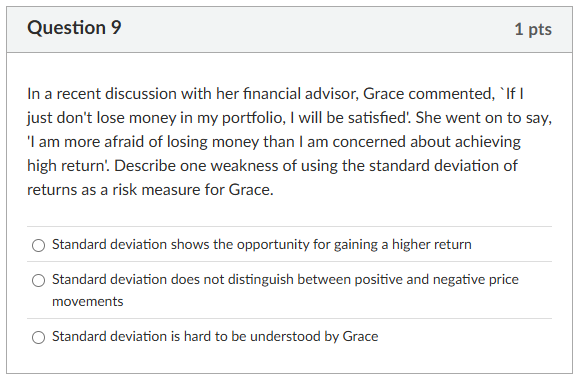 Question 9
1 pts
In a recent discussion with her financial advisor, Grace commented, `If I
just don't lose money in my portfolio, I will be satisfied'. She went on to say,
'I am more afraid of losing money than I am concerned about achieving
high return'. Describe one weakness of using the standard deviation of
returns as a risk measure for Grace.
Standard deviation shows the opportunity for gaining a higher return
Standard deviation does not distinguish between positive and negative price
movements
Standard deviation is hard to be understood by Grace